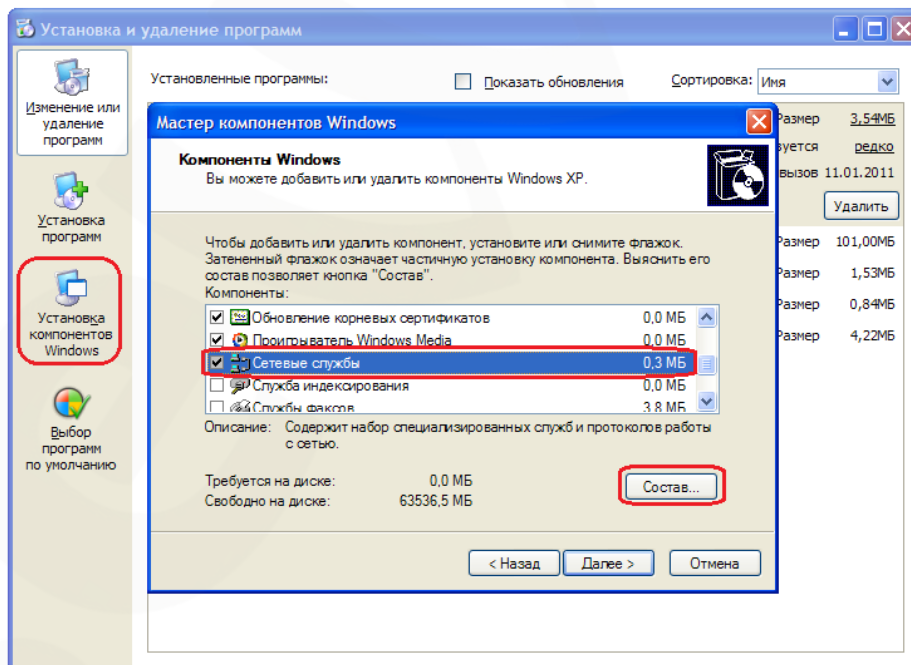 Установка и удаление программ
Изменение или
удаление
программ
Установка
программ
Установка
компонентов
Windows
Выбор
программ
по умолчанию
Установленные программы:
Показать обновления
Сортировка: Имя
Размер 3,54МБ
зуется редко
вызов 11.01.2011
Удалить
Размер 101,00МБ
Размер 1,53МБ
Размер 0,84МБ
Размер 4,22МБ
Мастер компонентов Windows
Компоненты Windows
Вы можете добавить или удалить компоненты Windows XP.
Чтобы добавить или удалить компонент, установите или снимите флажок.
Затененный флажок означает частичную установку компонента. Выяснить его
состав позволяет кнопка "Состав".
Компоненты:
Обновление корневых сертификатов 0,0 МБ
Проигрыватель Windows Media 0,0 МБ
Сетевые службы 0,3 МБ
Служба индексирования 0,0 МБ
Службы факсов 3,8 МБ
Описание: Содержит набор специализированных служб и протоколов работы
с сетью.
Требуется на диске: 0,0 МБ
Свободно на диске: 63536,5 МБ
Состав...
< Назад Далее > Отмена